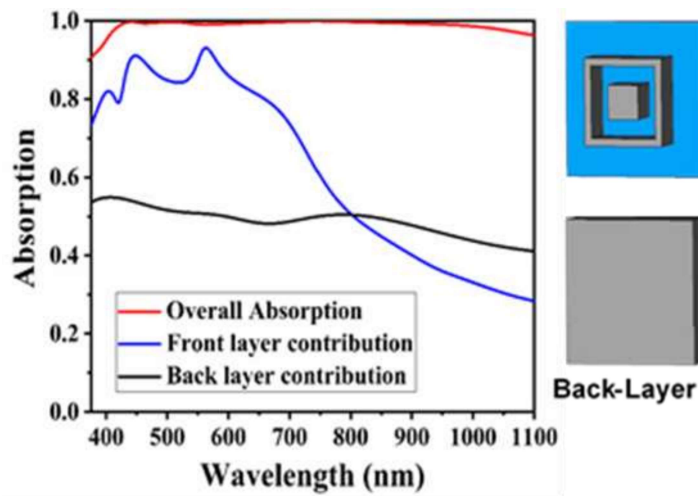 1.0
0.8
0.6
0.4
0.2
0.0
Absorption
Overall Absorption
Front layer contribution
Back layer contribution
400 500 600 700 800 900 1000 1100
Wavelength (nm)
Back-Layer